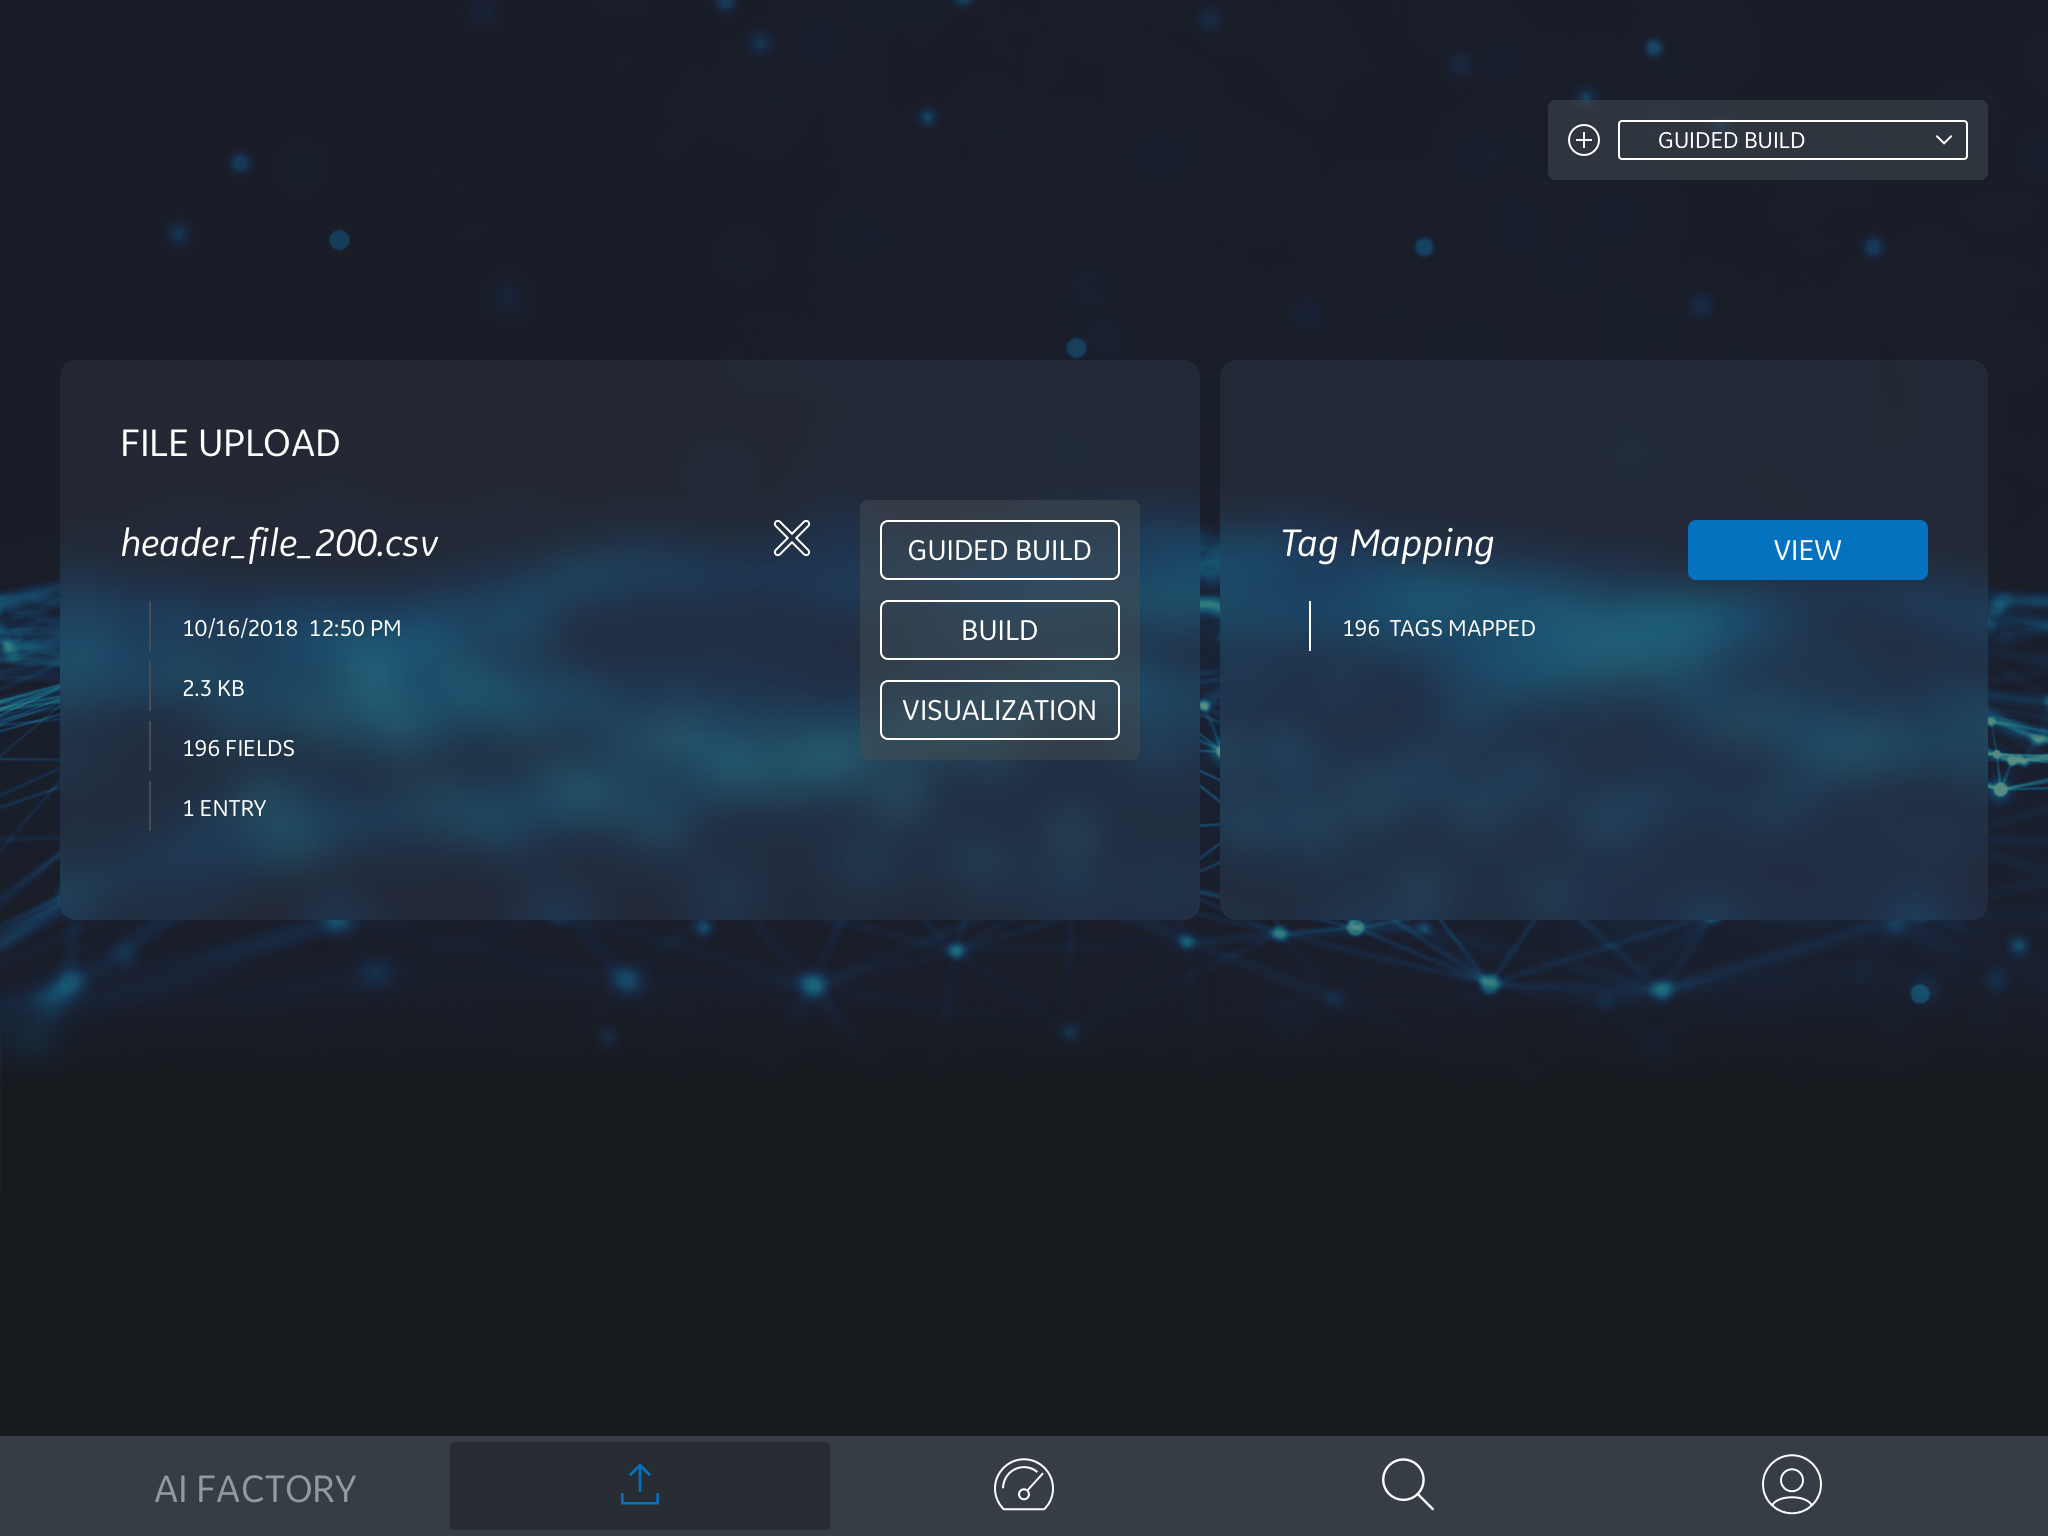 GUIDED BUILD
FILE UPLOAD
header_file_200.csv
10/16/2018 12:50 PM
2.3 KB
196 FIELDS
1 ENTRY
GUIDED BUILD
BUILD
VISUALIZATION
Tag Mapping
VIEW
196 TAGS MAPPED
AI FACTORY